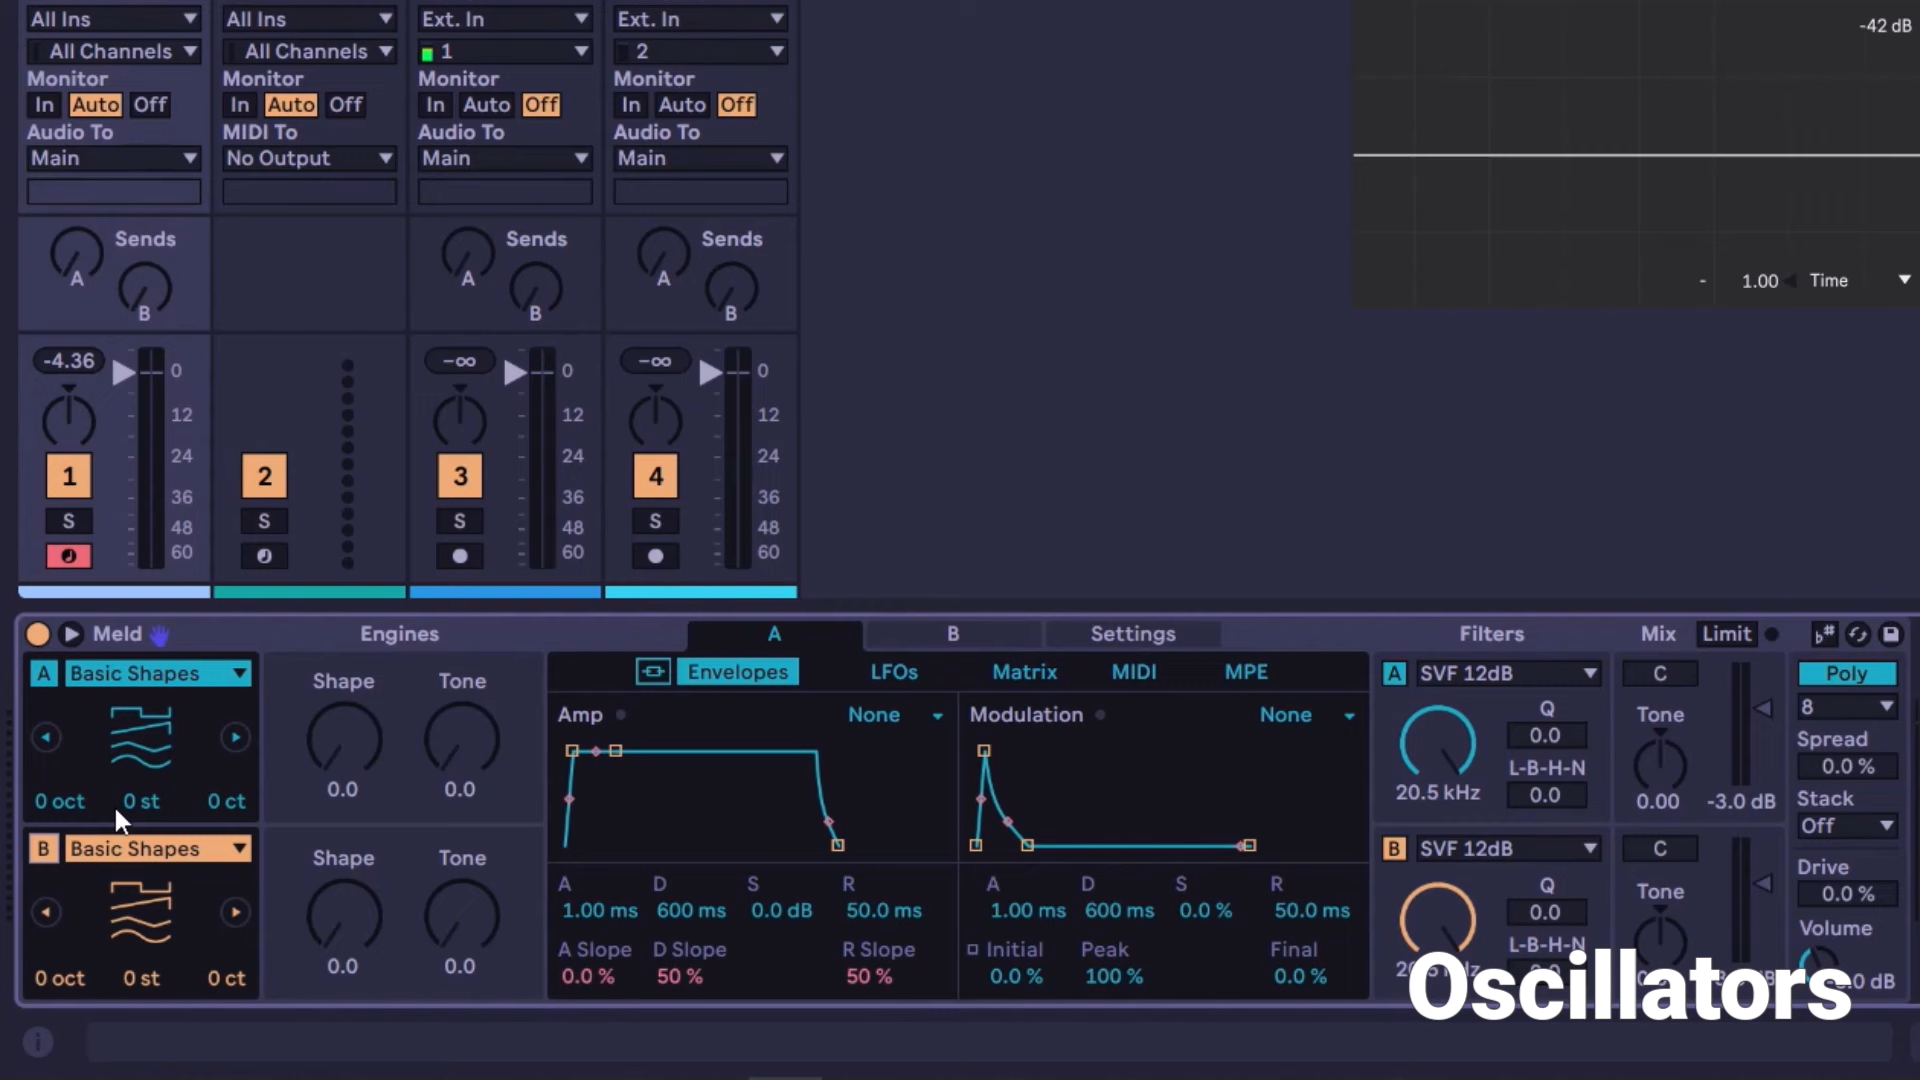 All Ins All Ins Ext. In Ext. In
All Channels All Channels 1 2
Monitor Monitor Monitor Monitor
In Auto Off In Auto Off In Auto Off In Auto Off
Audio To MIDI To Audio To Audio To
Main No Output Main Main
-42 dB
- 1.00 Time
Sends Sends Sends
A A A
B B B
-4.36 -∞ -∞
0 0 0
12 12 12
24 24 24
1 2 3 4
36 36 36
S S S S
48 48 48
60 60 60
Meld Engines A B Settings Filters Mix Limit b#
A Basic Shapes Shape Tone Envelopes LFOs Matrix MIDI MPE A SVF 12dB C Poly
Amp None Modulation None Q Tone 8
0.0 Spread
L-B-H-N 0.0 %
0.0 0.0 20.5 kHz 0.0 0.00 -3.0 dB Stack
0 oct 0 st 0 ct Off
B Basic Shapes Shape Tone B SVF 12dB C
Drive
A D S R A D S R Q Tone 0.0 %
1.00 ms 600 ms 0.0 dB 50.0 ms 1.00 ms 600 ms 0.0 % 50.0 ms 0.0
Volume
A Slope D Slope R Slope Initial Peak Final L-B-H-N
0 oct 0 st 0 ct 0.0 0.0 0.0 % 50 % 50 % 0.0 % 100 % 0.0 %
Oscillators